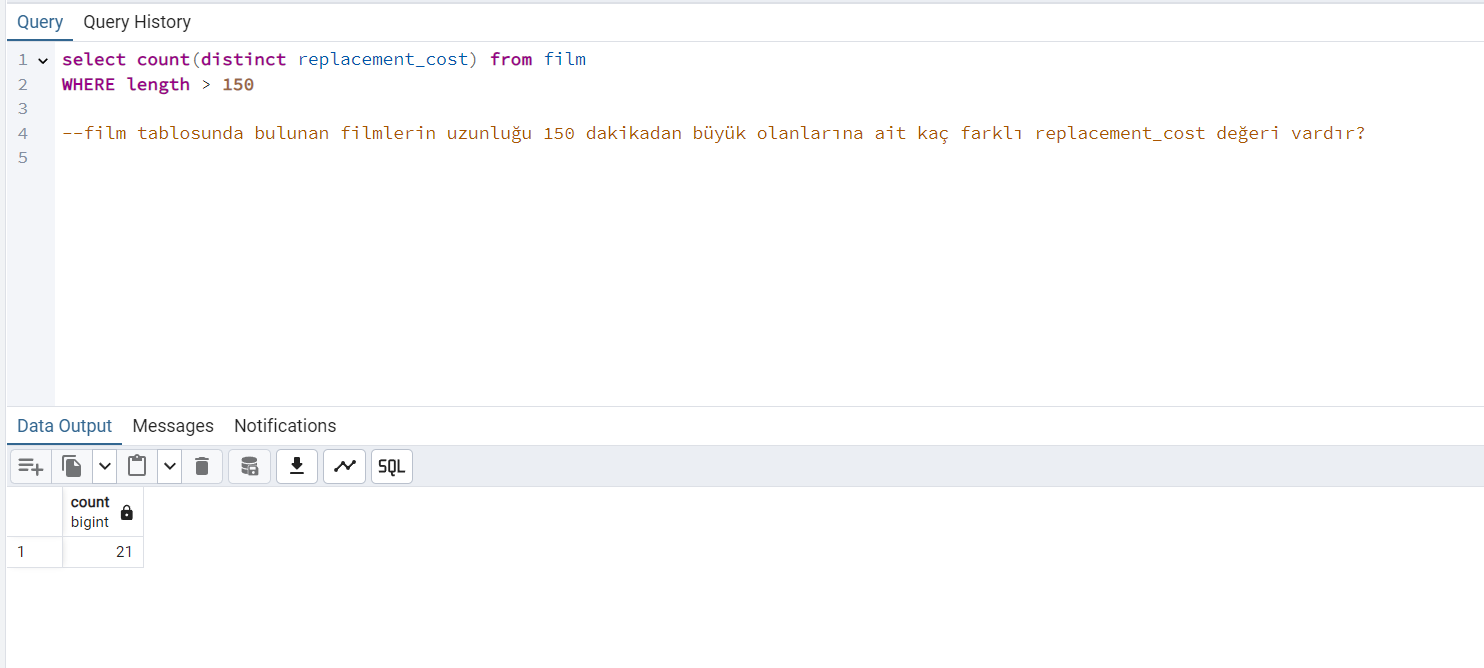 Query Query History
1 select count(distinct replacement_cost) from film
2 WHERE length > 150
3
4 --film tablosunda bulunan filmlerin uzunluğu 150 dakikadan büyük olanlarına ait kaç farklı replacement_cost değeri vardır?
5
Data Output Messages Notifications
SQL
count
bigint
1 21